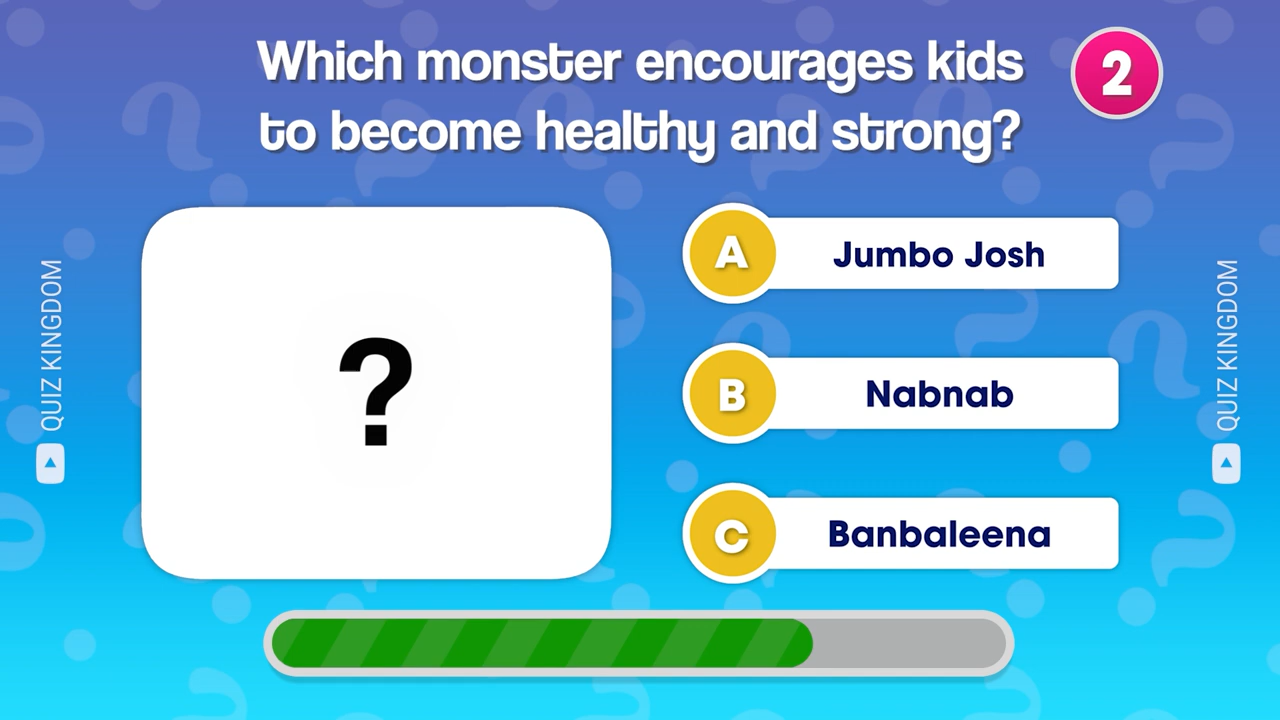 Which monster encourages kids
to become healthy and strong?
2
?
A
Jumbo Josh
B
Nabnab
C
Banbaleena
QUIZ KINGDOM
QUIZ KINGDOM